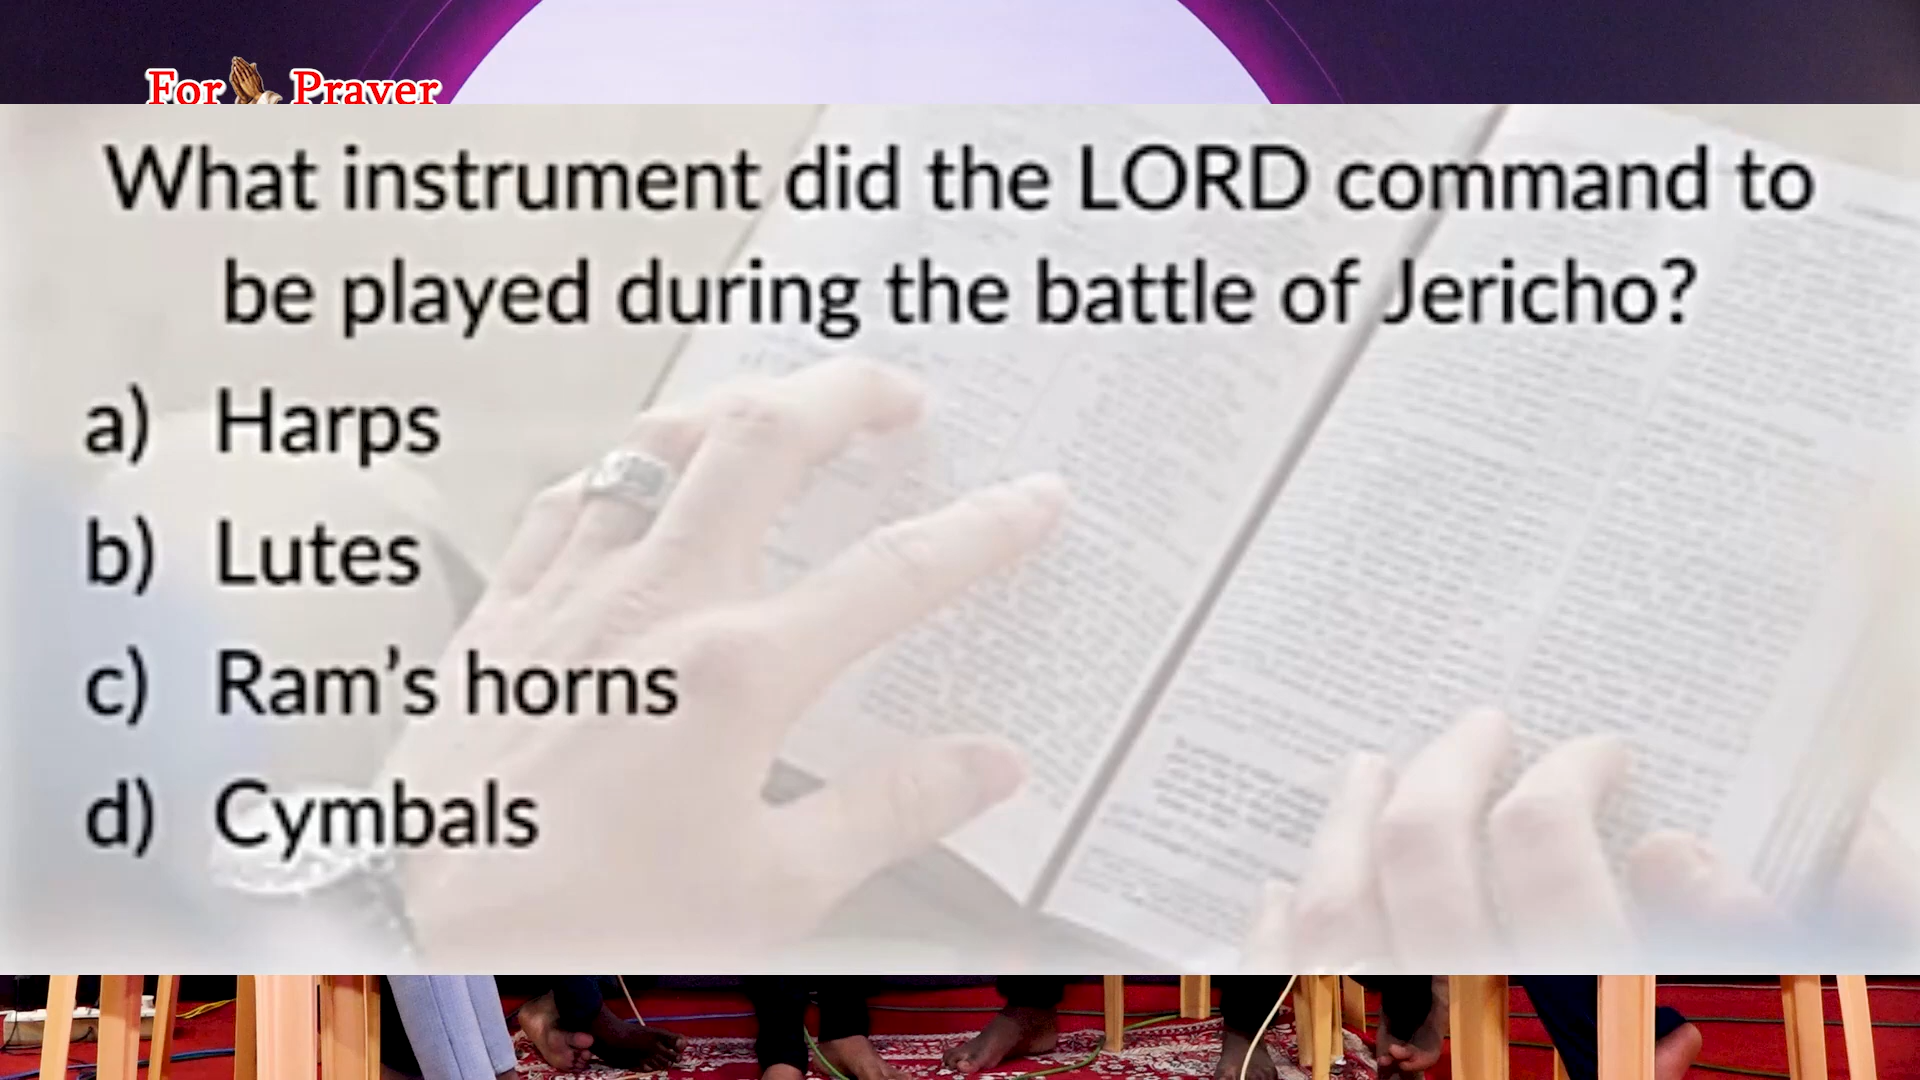 For Prayer
What instrument did the LORD command to
be played during the battle of Jericho?
a) Harps
b) Lutes
c) Ram’s horns
d) Cymbals